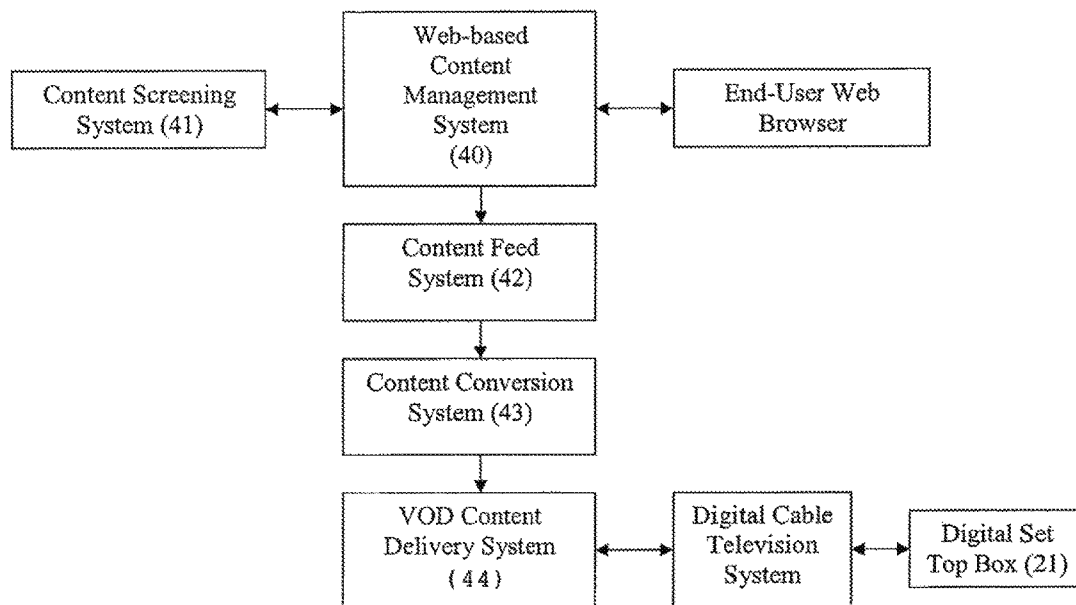 Web-based
Content
Management
System
(40)
Content Screening
System (41)
End-User Web
Browser
Content Feed
System (42)
Content Conversion
System (43)
VOD Content
Delivery System
(44)
Digital Cable
Television
System
Digital Set
Top Box (21)